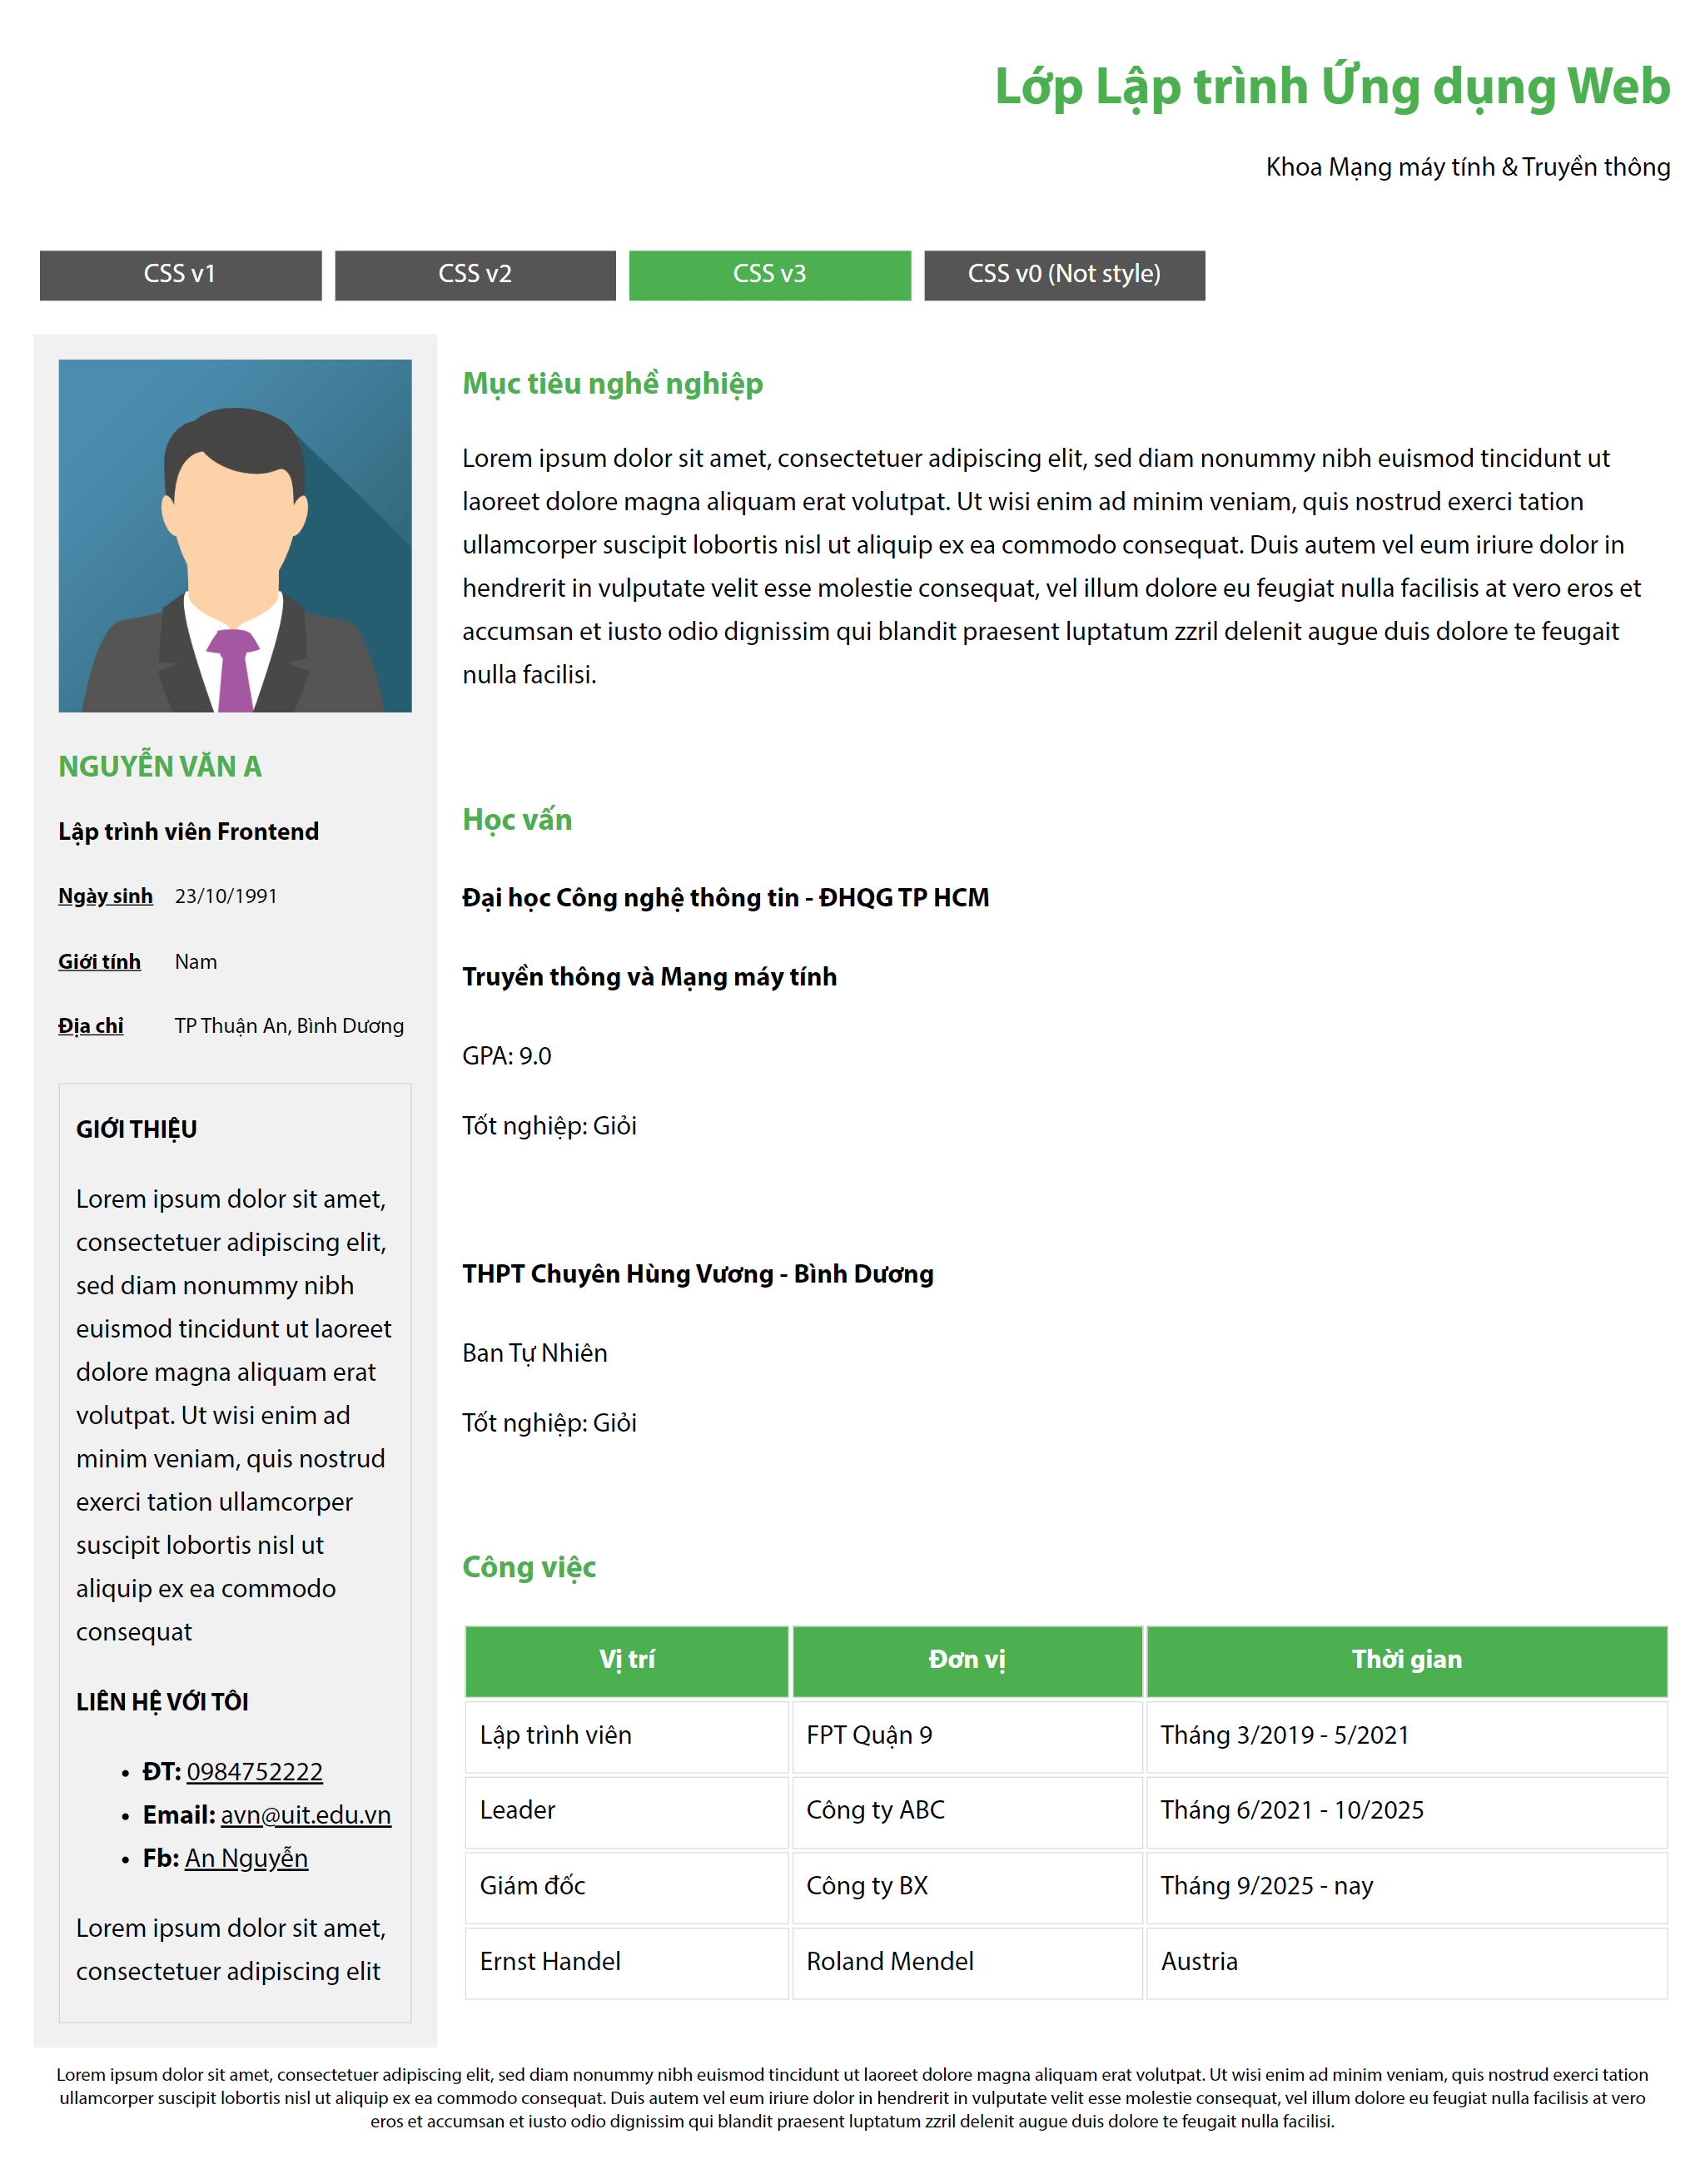 Lớp Lập trình Ứng dụng Web
Khoa Mạng máy tính & Truyền thông
CSS v1
CSS v2
CSS v3
CSS v0 (Not style)
NGUYỄN VĂN A
Lập trình viên Frontend
Ngày sinh 23/10/1991
Giới tính Nam
Địa chỉ TP Thuận An, Bình Dương
GIỚI THIỆU
Lorem ipsum dolor sit amet,
consectetuer adipiscing elit,
sed diam nonummy nibh
euismod tincidunt ut laoreet
dolore magna aliquam erat
volutpat. Ut wisi enim ad
minim veniam, quis nostrud
exerci tation ullamcorper
suscipit lobortis nisl ut
aliquip ex ea commodo
consequat
LIÊN HỆ VỚI TÔI
• ĐT: 0984752222
• Email: avn@uit.edu.vn
• Fb: An Nguyễn
Lorem ipsum dolor sit amet,
consectetuer adipiscing elit
Mục tiêu nghề nghiệp
Lorem ipsum dolor sit amet, consectetuer adipiscing elit, sed diam nonummy nibh euismod tincidunt ut
laoreet dolore magna aliquam erat volutpat. Ut wisi enim ad minim veniam, quis nostrud exerci tation
ullamcorper suscipit lobortis nisl ut aliquip ex ea commodo consequat. Duis autem vel eum iriure dolor in
hendrerit in vulputate velit esse molestie consequat, vel illum dolore eu feugiat nulla facilisis at vero eros et
accumsan et iusto odio dignissim qui blandit praesent luptatum zzril delenit augue duis dolore te feugait
nulla facilisi.
Học vấn
Đại học Công nghệ thông tin - ĐHQG TP HCM
Truyền thông và Mạng máy tính
GPA: 9.0
Tốt nghiệp: Giỏi
THPT Chuyên Hùng Vương - Bình Dương
Ban Tự Nhiên
Tốt nghiệp: Giỏi
Công việc
Vị trí Đơn vị Thời gian
Lập trình viên FPT Quận 9 Tháng 3/2019 - 5/2021
Leader Công ty ABC Tháng 6/2021 - 10/2025
Giám đốc Công ty BX Tháng 9/2025 - nay
Ernst Handel Roland Mendel Austria
Lorem ipsum dolor sit amet, consectetuer adipiscing elit, sed diam nonummy nibh euismod tincidunt ut laoreet dolore magna aliquam erat volutpat. Ut wisi enim ad minim veniam, quis nostrud exerci tation
ullamcorper suscipit lobortis nisl ut aliquip ex ea commodo consequat. Duis autem vel eum iriure dolor in hendrerit in vulputate velit esse molestie consequat, vel illum dolore eu feugiat nulla facilisis at vero
eros et accumsan et iusto odio dignissim qui blandit praesent luptatum zzril delenit augue duis dolore te feugait nulla facilisi.